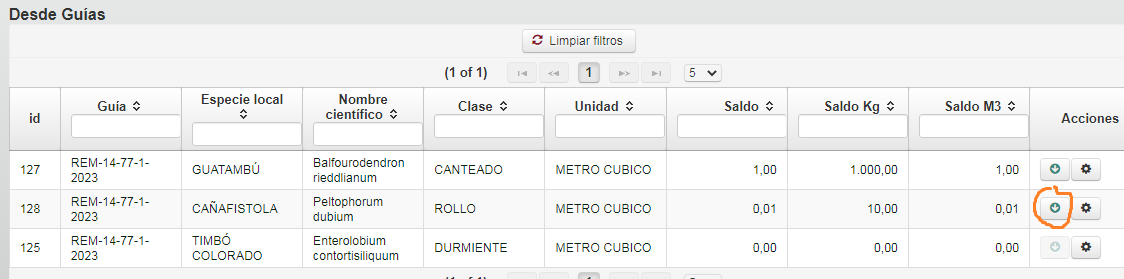 Desde Guías
Limpiar filtros
(1 of 1) 1 5
id Guía Especie local Nombre científico Clase Unidad Saldo Saldo Kg Saldo M3 Acciones
127 REM-14-77-1-2023 GUATAMBÚ Balfourodendron rieddlianum CANTEADO METRO CUBICO 1,00 1.000,00 1,00
128 REM-14-77-1-2023 CAÑAFISTOLA Peltophorum dubium ROLLO METRO CUBICO 0,01 10,00 0,01
125 REM-14-77-1-2023 TIMBÓ COLORADO Enterolobium contortisiliquum DURMIENTE METRO CUBICO 0,00 0,00 0,00